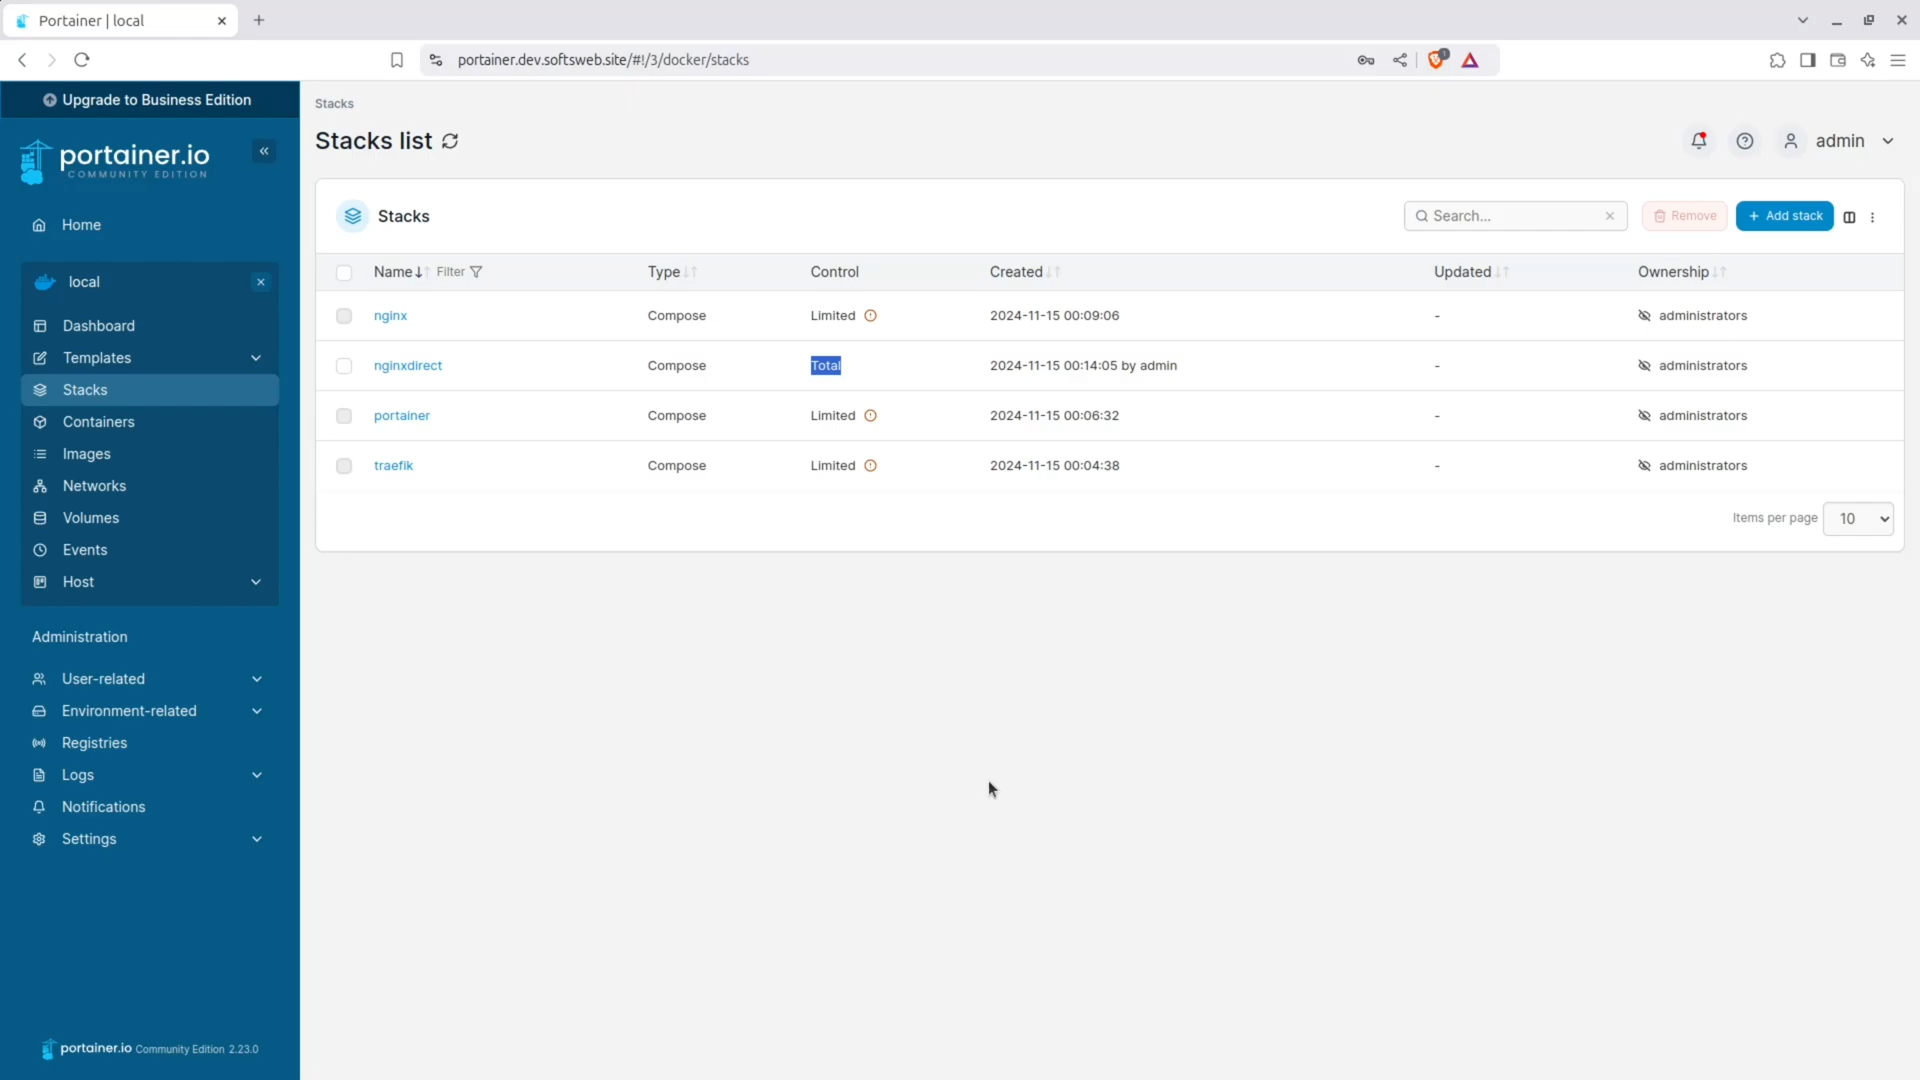 Portainer | local
portainer.dev.softsweb.site/#!/3/docker/stacks
1
Upgrade to Business Edition
portainer.io
COMMUNITY EDITION
Home
local
Dashboard
Templates
Stacks
Containers
Images
Networks
Volumes
Events
Host
Administration
User-related
Environment-related
Registries
Logs
Notifications
Settings
portainer.io Community Edition 2.23.0
Stacks
Stacks list
admin
Stacks
Search...
Remove
+ Add stack
Name Filter Type Control Created Updated Ownership
nginx Compose Limited 2024-11-15 00:09:06 - administrators
nginxdirect Compose Total 2024-11-15 00:14:05 by admin - administrators
portainer Compose Limited 2024-11-15 00:06:32 - administrators
traefik Compose Limited 2024-11-15 00:04:38 - administrators
Items per page 10